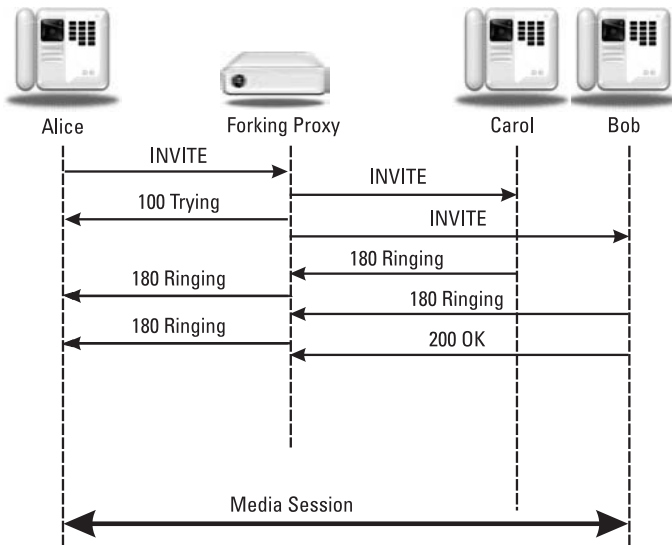 Alice
Forking Proxy
Carol
Bob
INVITE
INVITE
100 Trying
INVITE
180 Ringing
180 Ringing
180 Ringing
180 Ringing
200 OK
Media Session